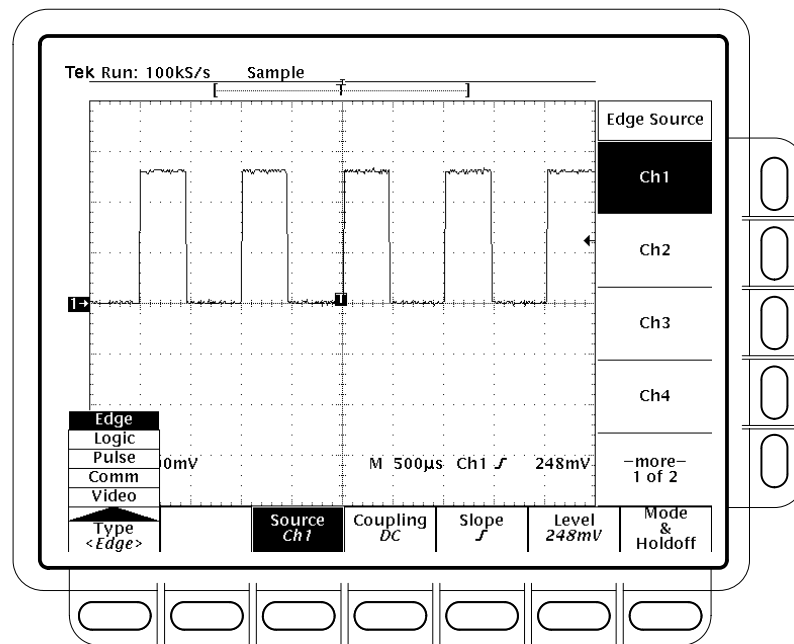 Tek Run: 100kS/s Sample
T
Edge Source
Ch1
Ch2
Ch3
Ch4
–more–
1 of 2
1→
T
Edge
Logic
Pulse
Comm
Video
0mV M 500µs Ch1 248mV
Type
<Edge>
Source
Ch1
Coupling
DC
Slope
Level
248mV
Mode
&
Holdoff